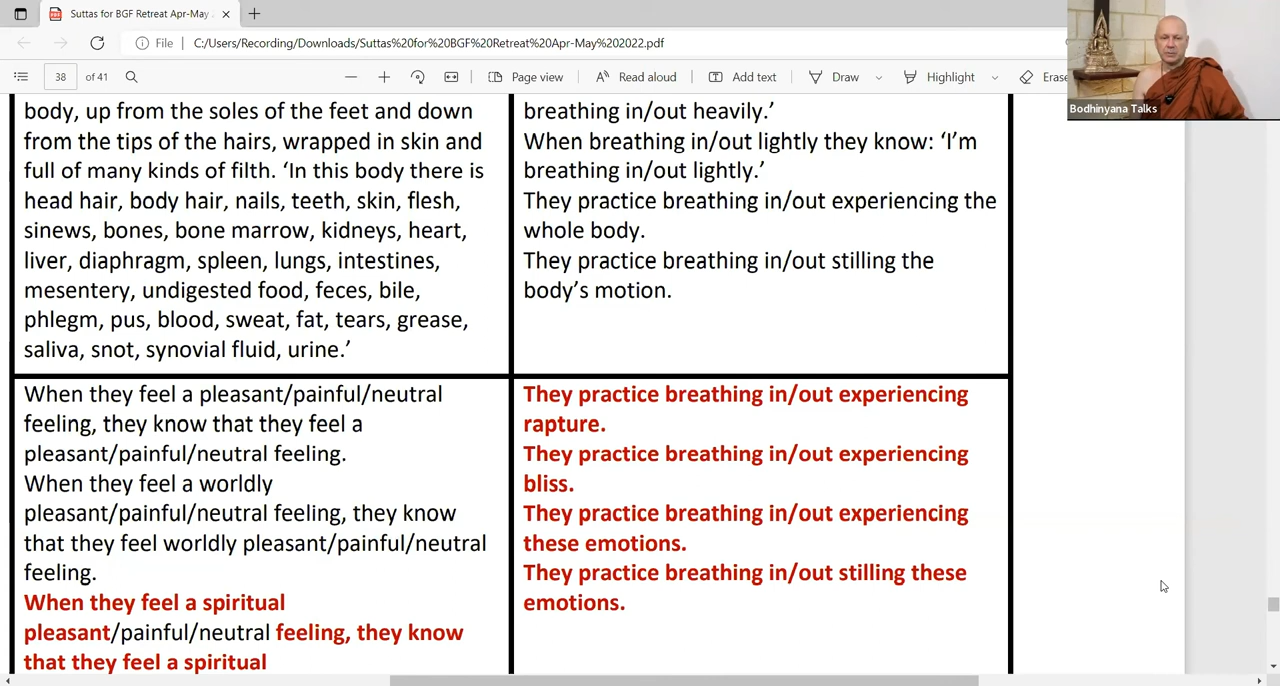 Suttas for BGF Retreat Apr-May
File
C:/Users/Recording/Downloads/Suttas%20for%20BGF%20Retreat%20Apr-May%202022.pdf
38 of 41
Page view
Read aloud
Add text
Draw
Highlight
Erase
Bodhinyana Talks
body, up from the soles of the feet and down
from the tips of the hairs, wrapped in skin and
full of many kinds of filth. ‘In this body there is
head hair, body hair, nails, teeth, skin, flesh,
sinews, bones, bone marrow, kidneys, heart,
liver, diaphragm, spleen, lungs, intestines,
mesentery, undigested food, feces, bile,
phlegm, pus, blood, sweat, fat, tears, grease,
saliva, snot, synovial fluid, urine.’
breathing in/out heavily.’
When breathing in/out lightly they know: ‘I’m
breathing in/out lightly.’
They practice breathing in/out experiencing the
whole body.
They practice breathing in/out stilling the
body’s motion.
When they feel a pleasant/painful/neutral
feeling, they know that they feel a
pleasant/painful/neutral feeling.
When they feel a worldly
pleasant/painful/neutral feeling, they know
that they feel worldly pleasant/painful/neutral
feeling.
When they feel a spiritual
pleasant/painful/neutral feeling, they know
that they feel a spiritual
They practice breathing in/out experiencing
rapture.
They practice breathing in/out experiencing
bliss.
They practice breathing in/out experiencing
these emotions.
They practice breathing in/out stilling these
emotions.